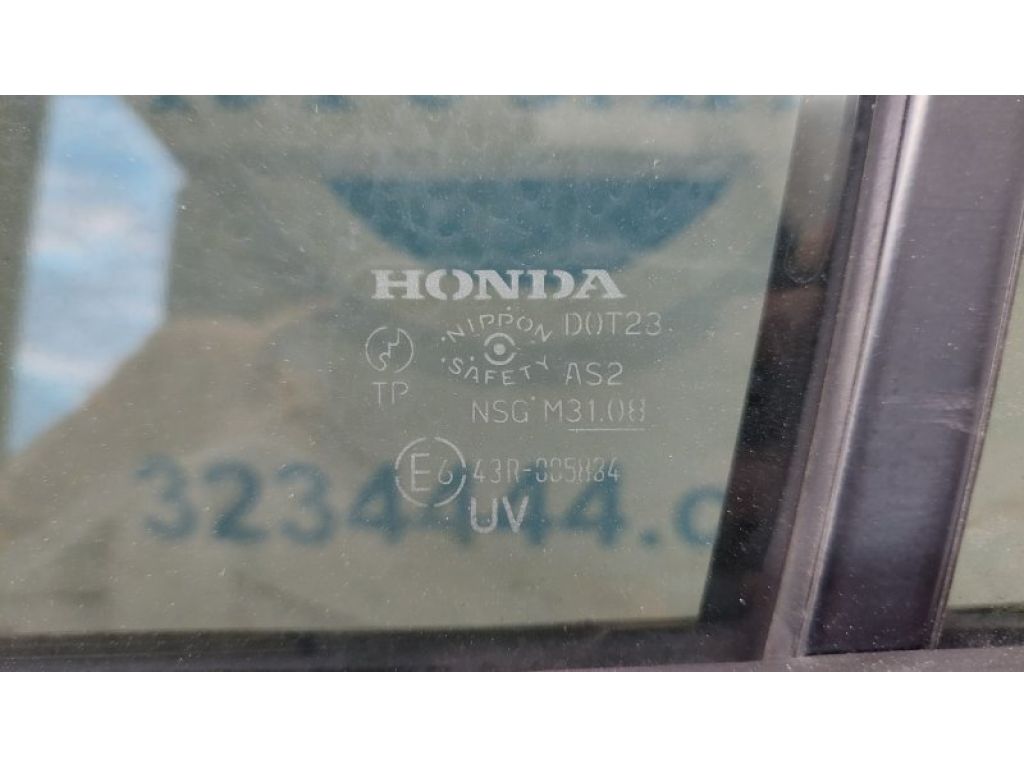 HONDA
NIPPON SAFETY DOT23
TP AS2
NSG M31.08
E6 43R-005834
UV
3234444.c